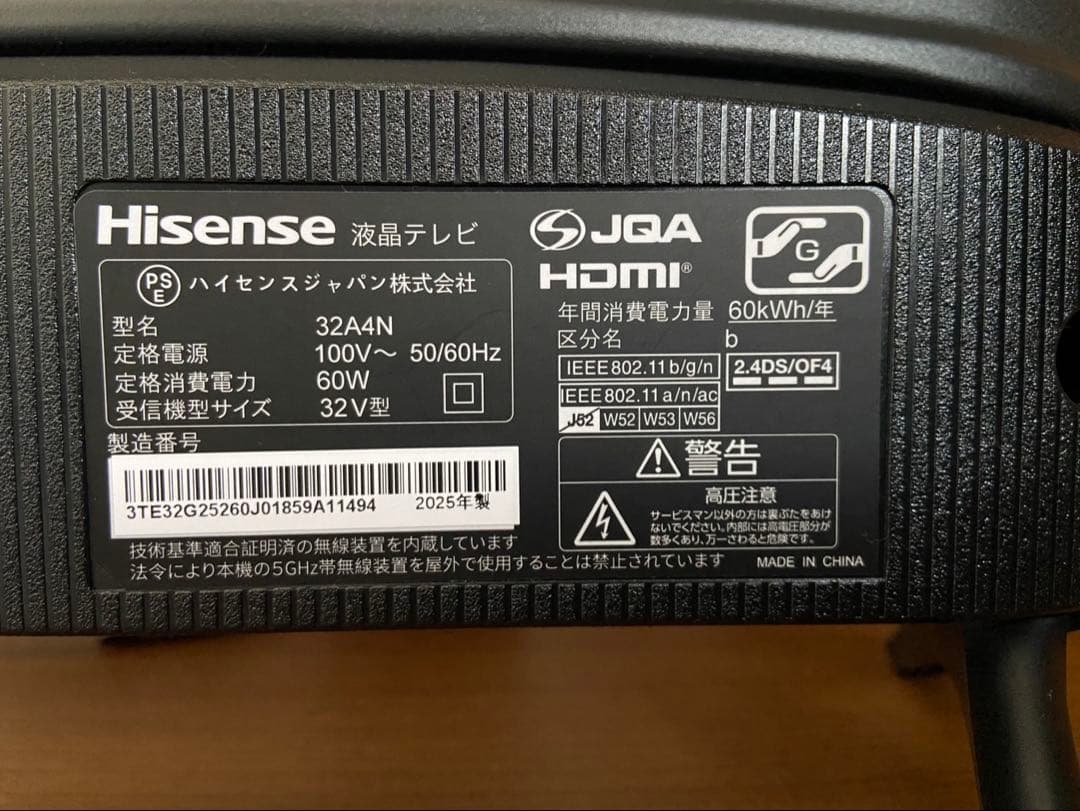 Hisense 液晶テレビ
PS
E
ハイセンスジャパン株式会社
型名 32A4N
定格電源 100V～ 50/60Hz
定格消費電力 60W
受信機型サイズ 32V型
製造番号
3TE32G25260J01859A11494 2025年製
技術基準適合証明済の無線装置を内蔵しています
法令により本機の5GHz帯無線装置を屋外で使用することは禁止されています
S JQA
HDMI®
G
年間消費電力量 60kWh/年
区分名 b
IEEE802.11b/g/n
2.4DS/OF4
IEEE802.11a/n/ac
J52 W52 W53 W56
警告
高圧注意
サービスマン以外の方は裏ぶたをあけ
ないでください。内部には高電圧部分が
数多くあり、万一さわると危険です。
MADE IN CHINA